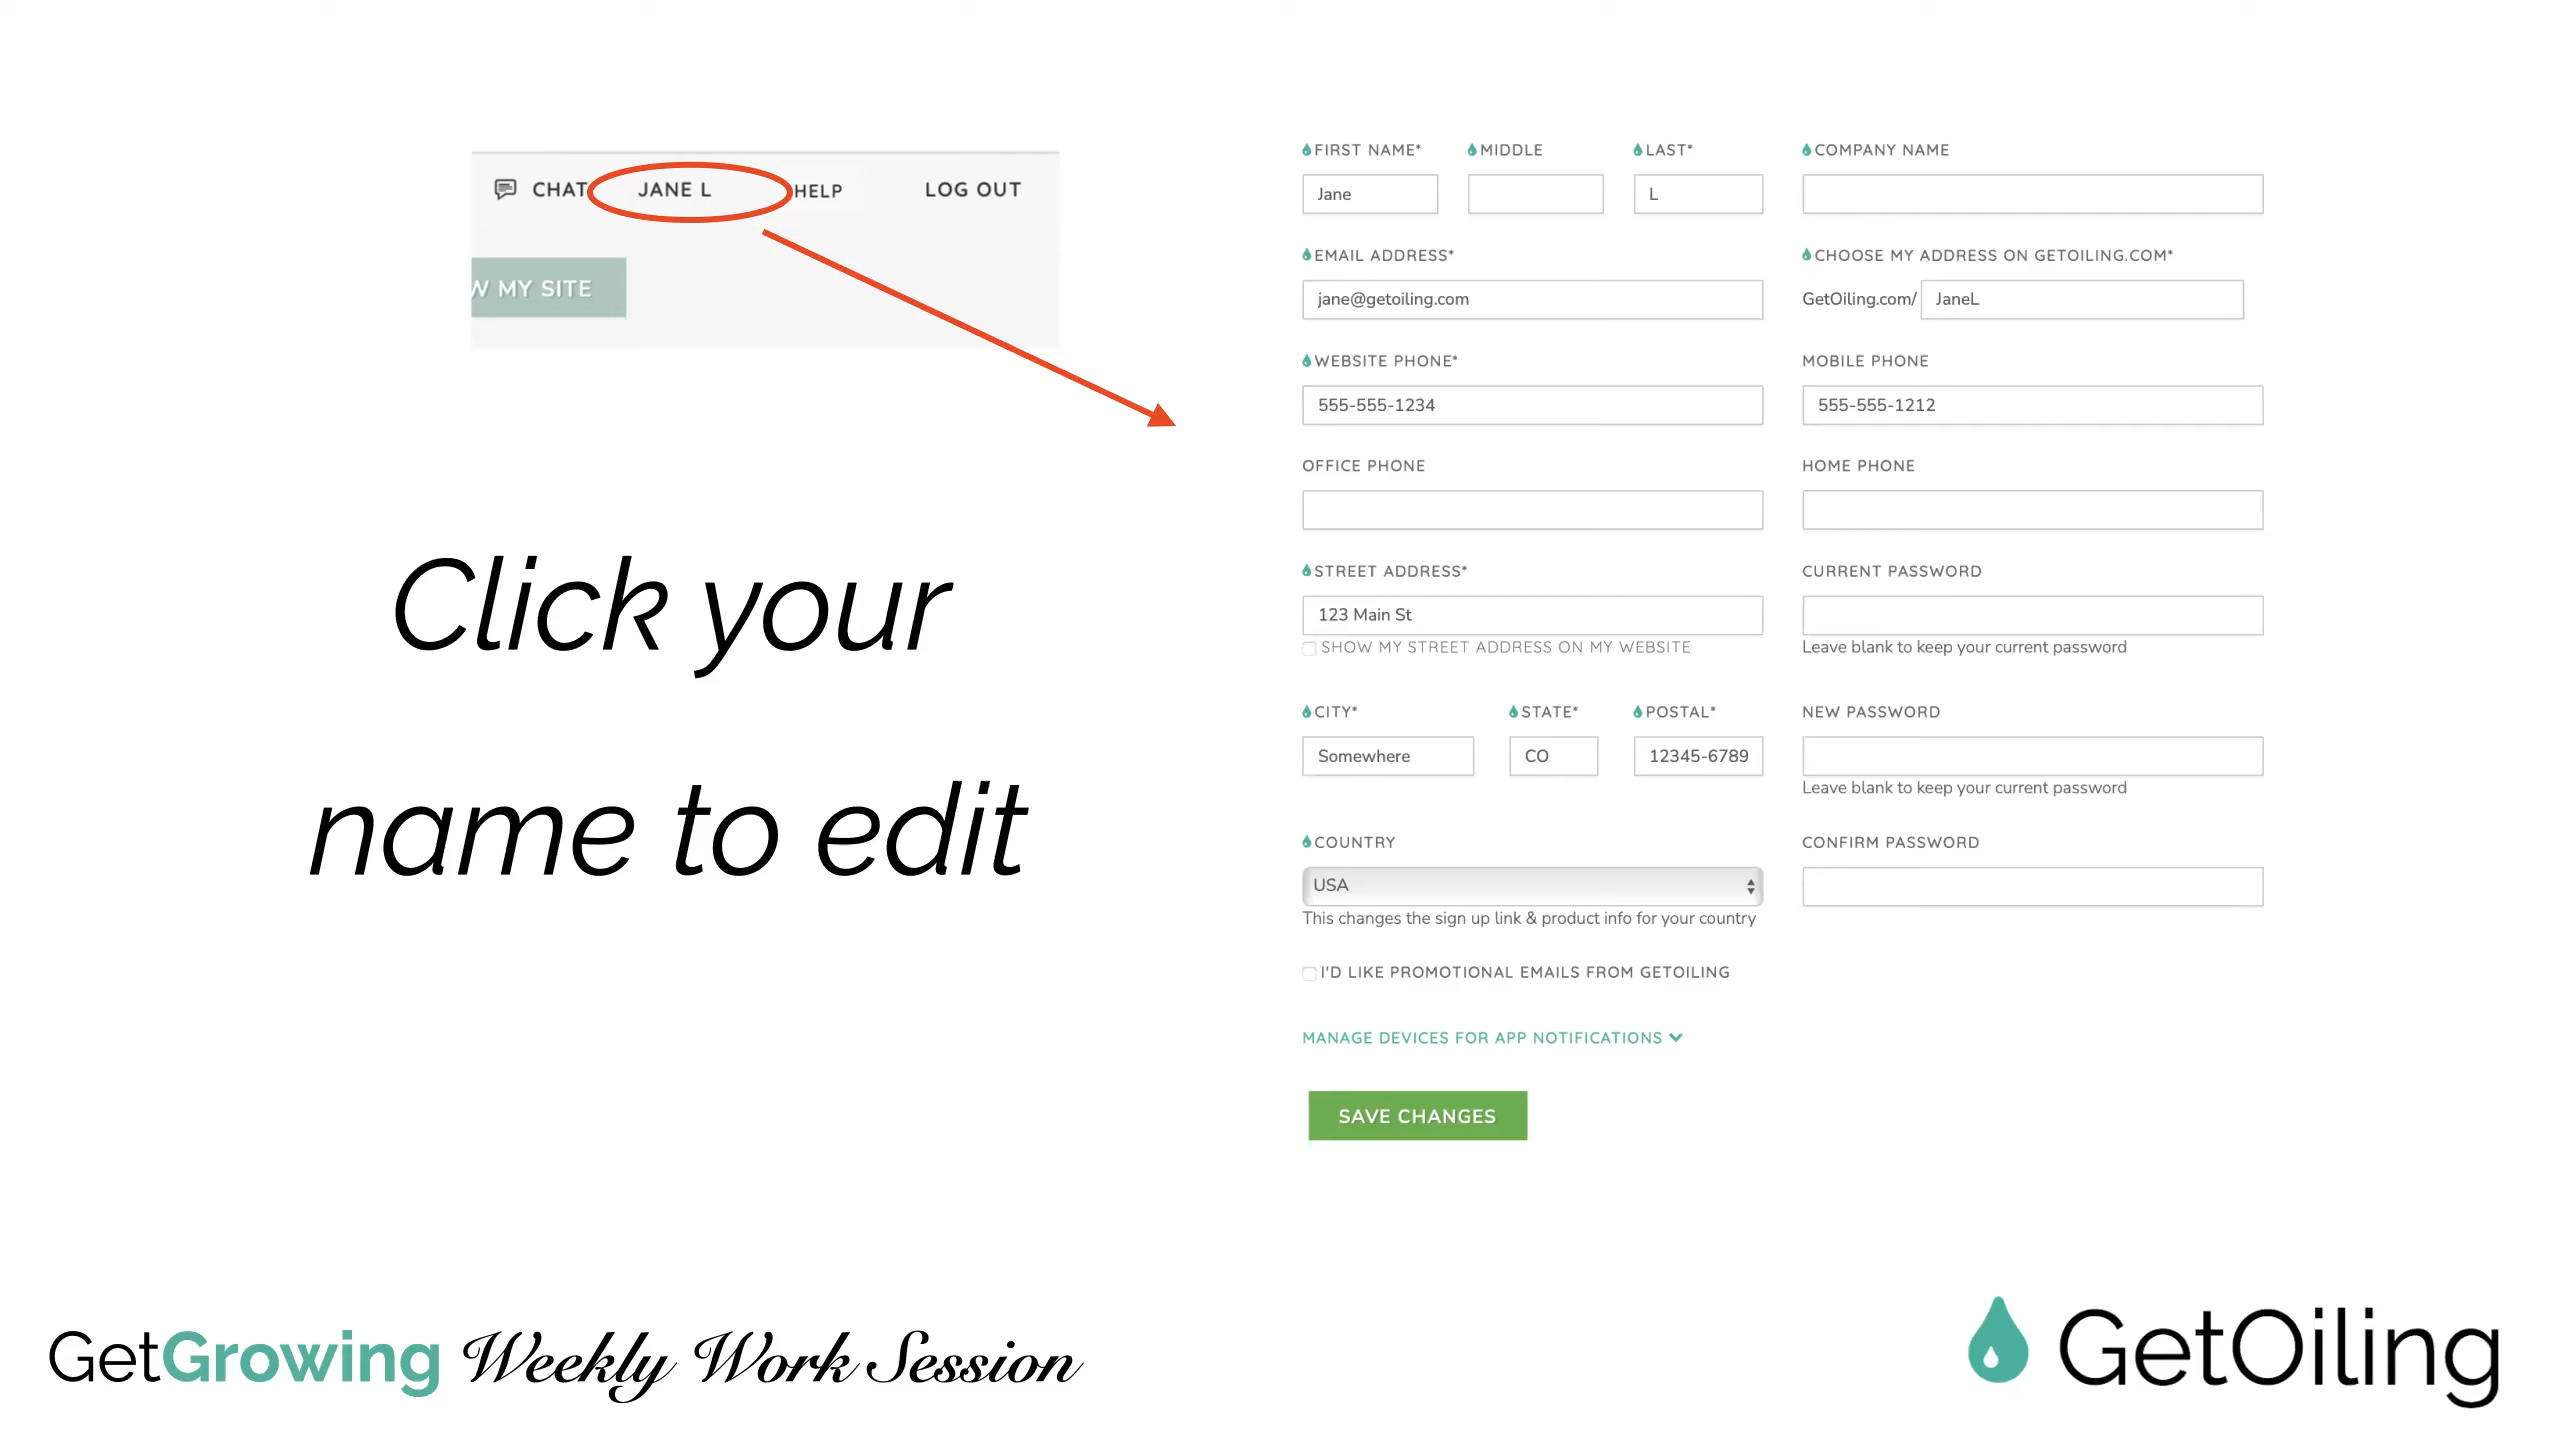 CHAT JANE L HELP LOG OUT
W MY SITE
Click your
name to edit
FIRST NAME* MIDDLE LAST* COMPANY NAME
Jane L
EMAIL ADDRESS* CHOOSE MY ADDRESS ON GETOILING.COM*
jane@getoiling.com GetOiling.com/ JaneL
WEBSITE PHONE* MOBILE PHONE
555-555-1234 555-555-1212
OFFICE PHONE HOME PHONE
STREET ADDRESS* CURRENT PASSWORD
123 Main St
SHOW MY STREET ADDRESS ON MY WEBSITE Leave blank to keep your current password
CITY* STATE* POSTAL* NEW PASSWORD
Somewhere CO 12345-6789
Leave blank to keep your current password
COUNTRY CONFIRM PASSWORD
USA
This changes the sign up link & product info for your country
I'D LIKE PROMOTIONAL EMAILS FROM GETOILING
MANAGE DEVICES FOR APP NOTIFICATIONS
SAVE CHANGES
GetGrowing Weekly Work Session
GetOiling